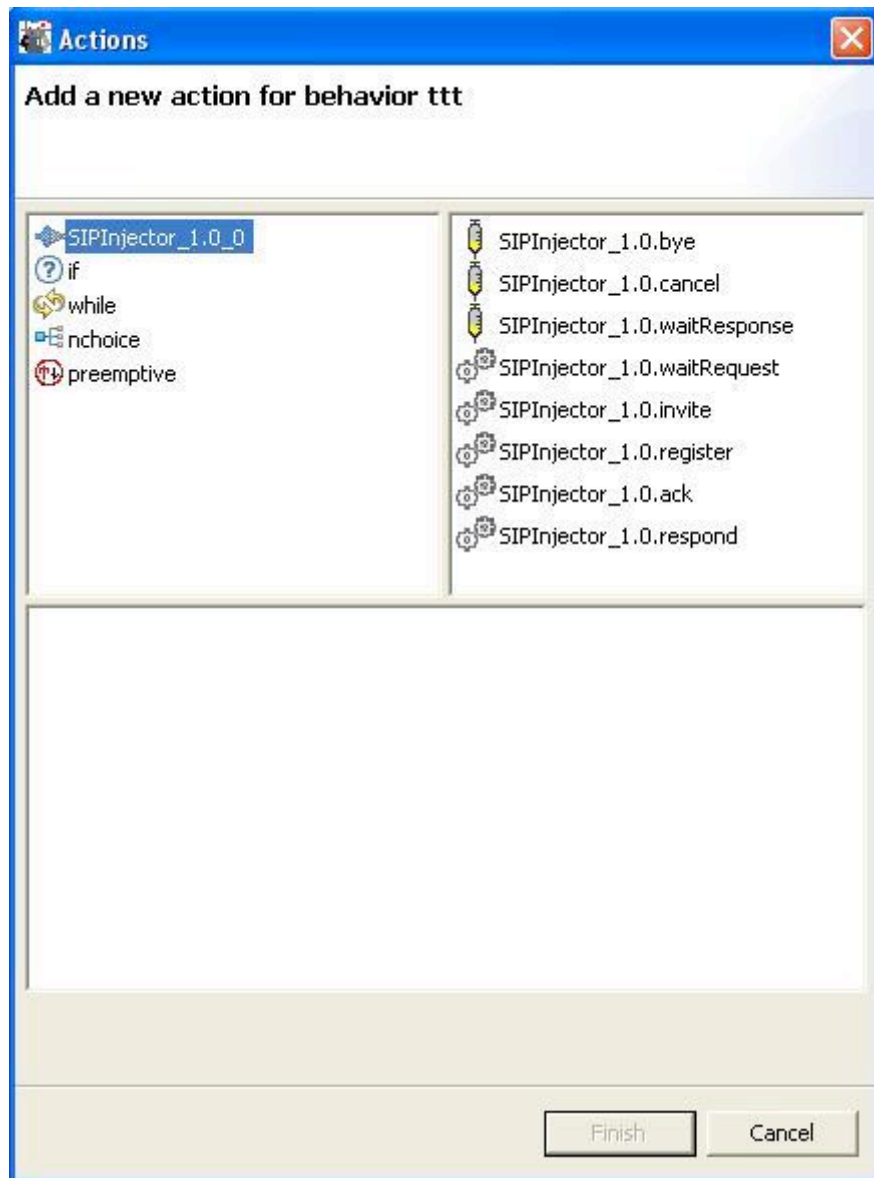 Actions
Add a new action for behavior ttt
SIPInjector_1.0_0
if
while
nchoice
preemptive
SIPInjector_1.0.bye
SIPInjector_1.0.cancel
SIPInjector_1.0.waitResponse
SIPInjector_1.0.waitRequest
SIPInjector_1.0.invite
SIPInjector_1.0.register
SIPInjector_1.0.ack
SIPInjector_1.0.respond
Finish
Cancel